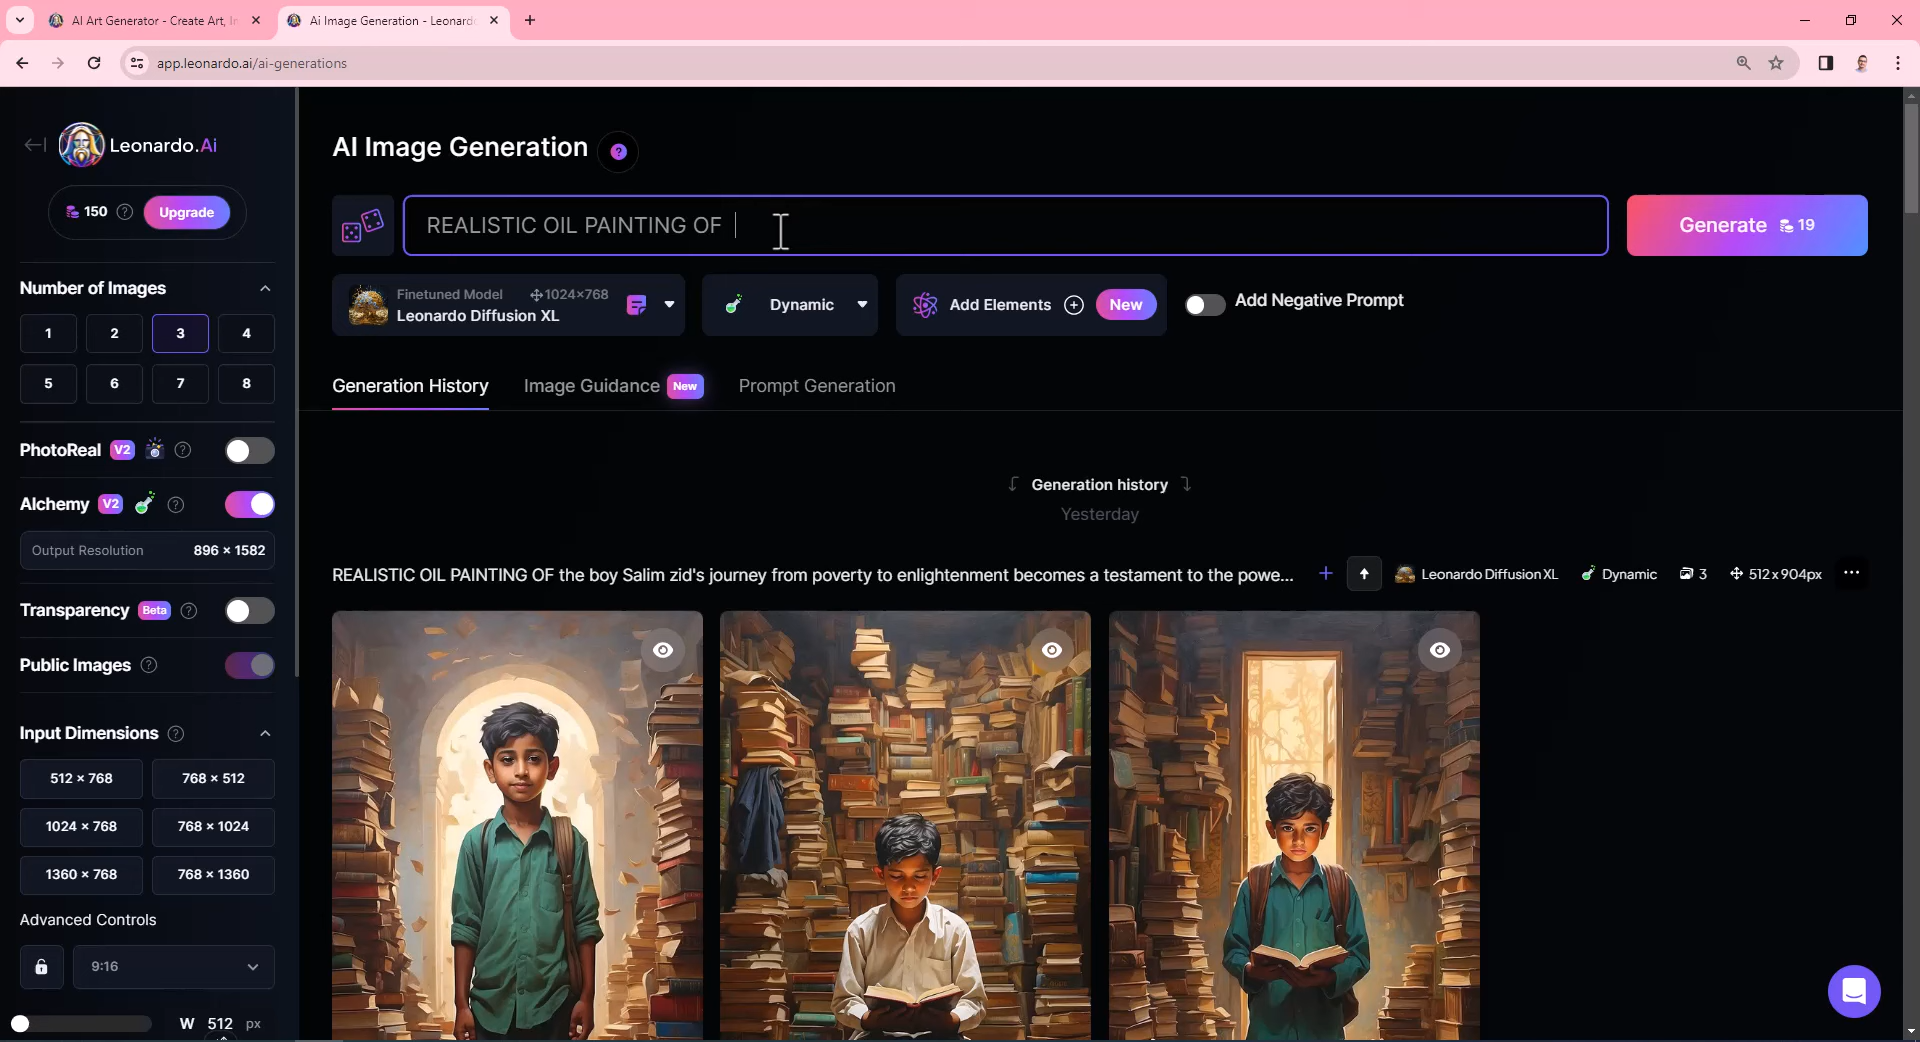 AI Art Generator - Create Art, I
Ai Image Generation - Leonardo
app.leonardo.ai/ai-generations
Leonardo.Ai
150
Upgrade
Number of Images
1 2 3 4
5 6 7 8
PhotoReal V2
Alchemy V2
Output Resolution 896 × 1582
Transparency Beta
Public Images
Input Dimensions
512 × 768 768 × 512
1024 × 768 768 × 1024
1360 × 768 768 × 1360
Advanced Controls
9:16
W 512 px
AI Image Generation
REALISTIC OIL PAINTING OF
Generate 19
Finetuned Model 1024×768
Leonardo Diffusion XL
Dynamic
Add Elements New
Add Negative Prompt
Generation History Image Guidance New Prompt Generation
Generation history
Yesterday
REALISTIC OIL PAINTING OF the boy Salim zid's journey from poverty to enlightenment becomes a testament to the powe... Leonardo Diffusion XL Dynamic 3 512 x 904px